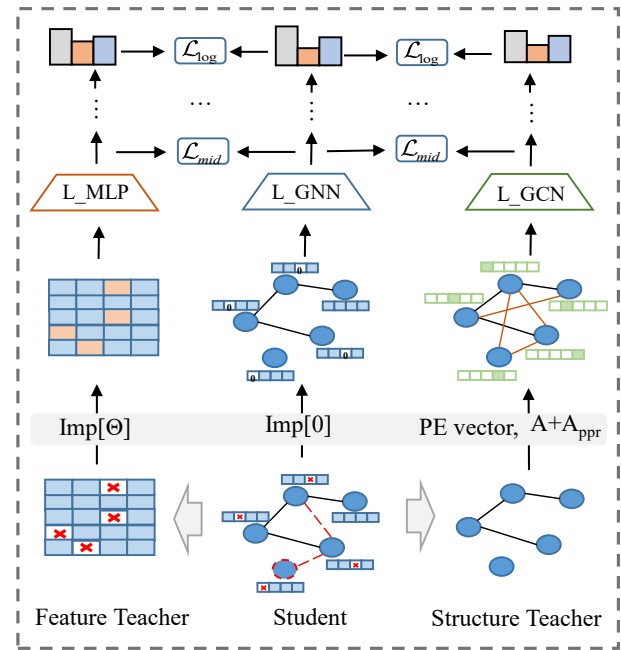 ℒlog ℒlog
... ... ...
ℒmid ℒmid
L_MLP L_GNN L_GCN
0
0
0
0
Imp[Θ] Imp[0] PE vector, A+Appr
Feature Teacher Student Structure Teacher